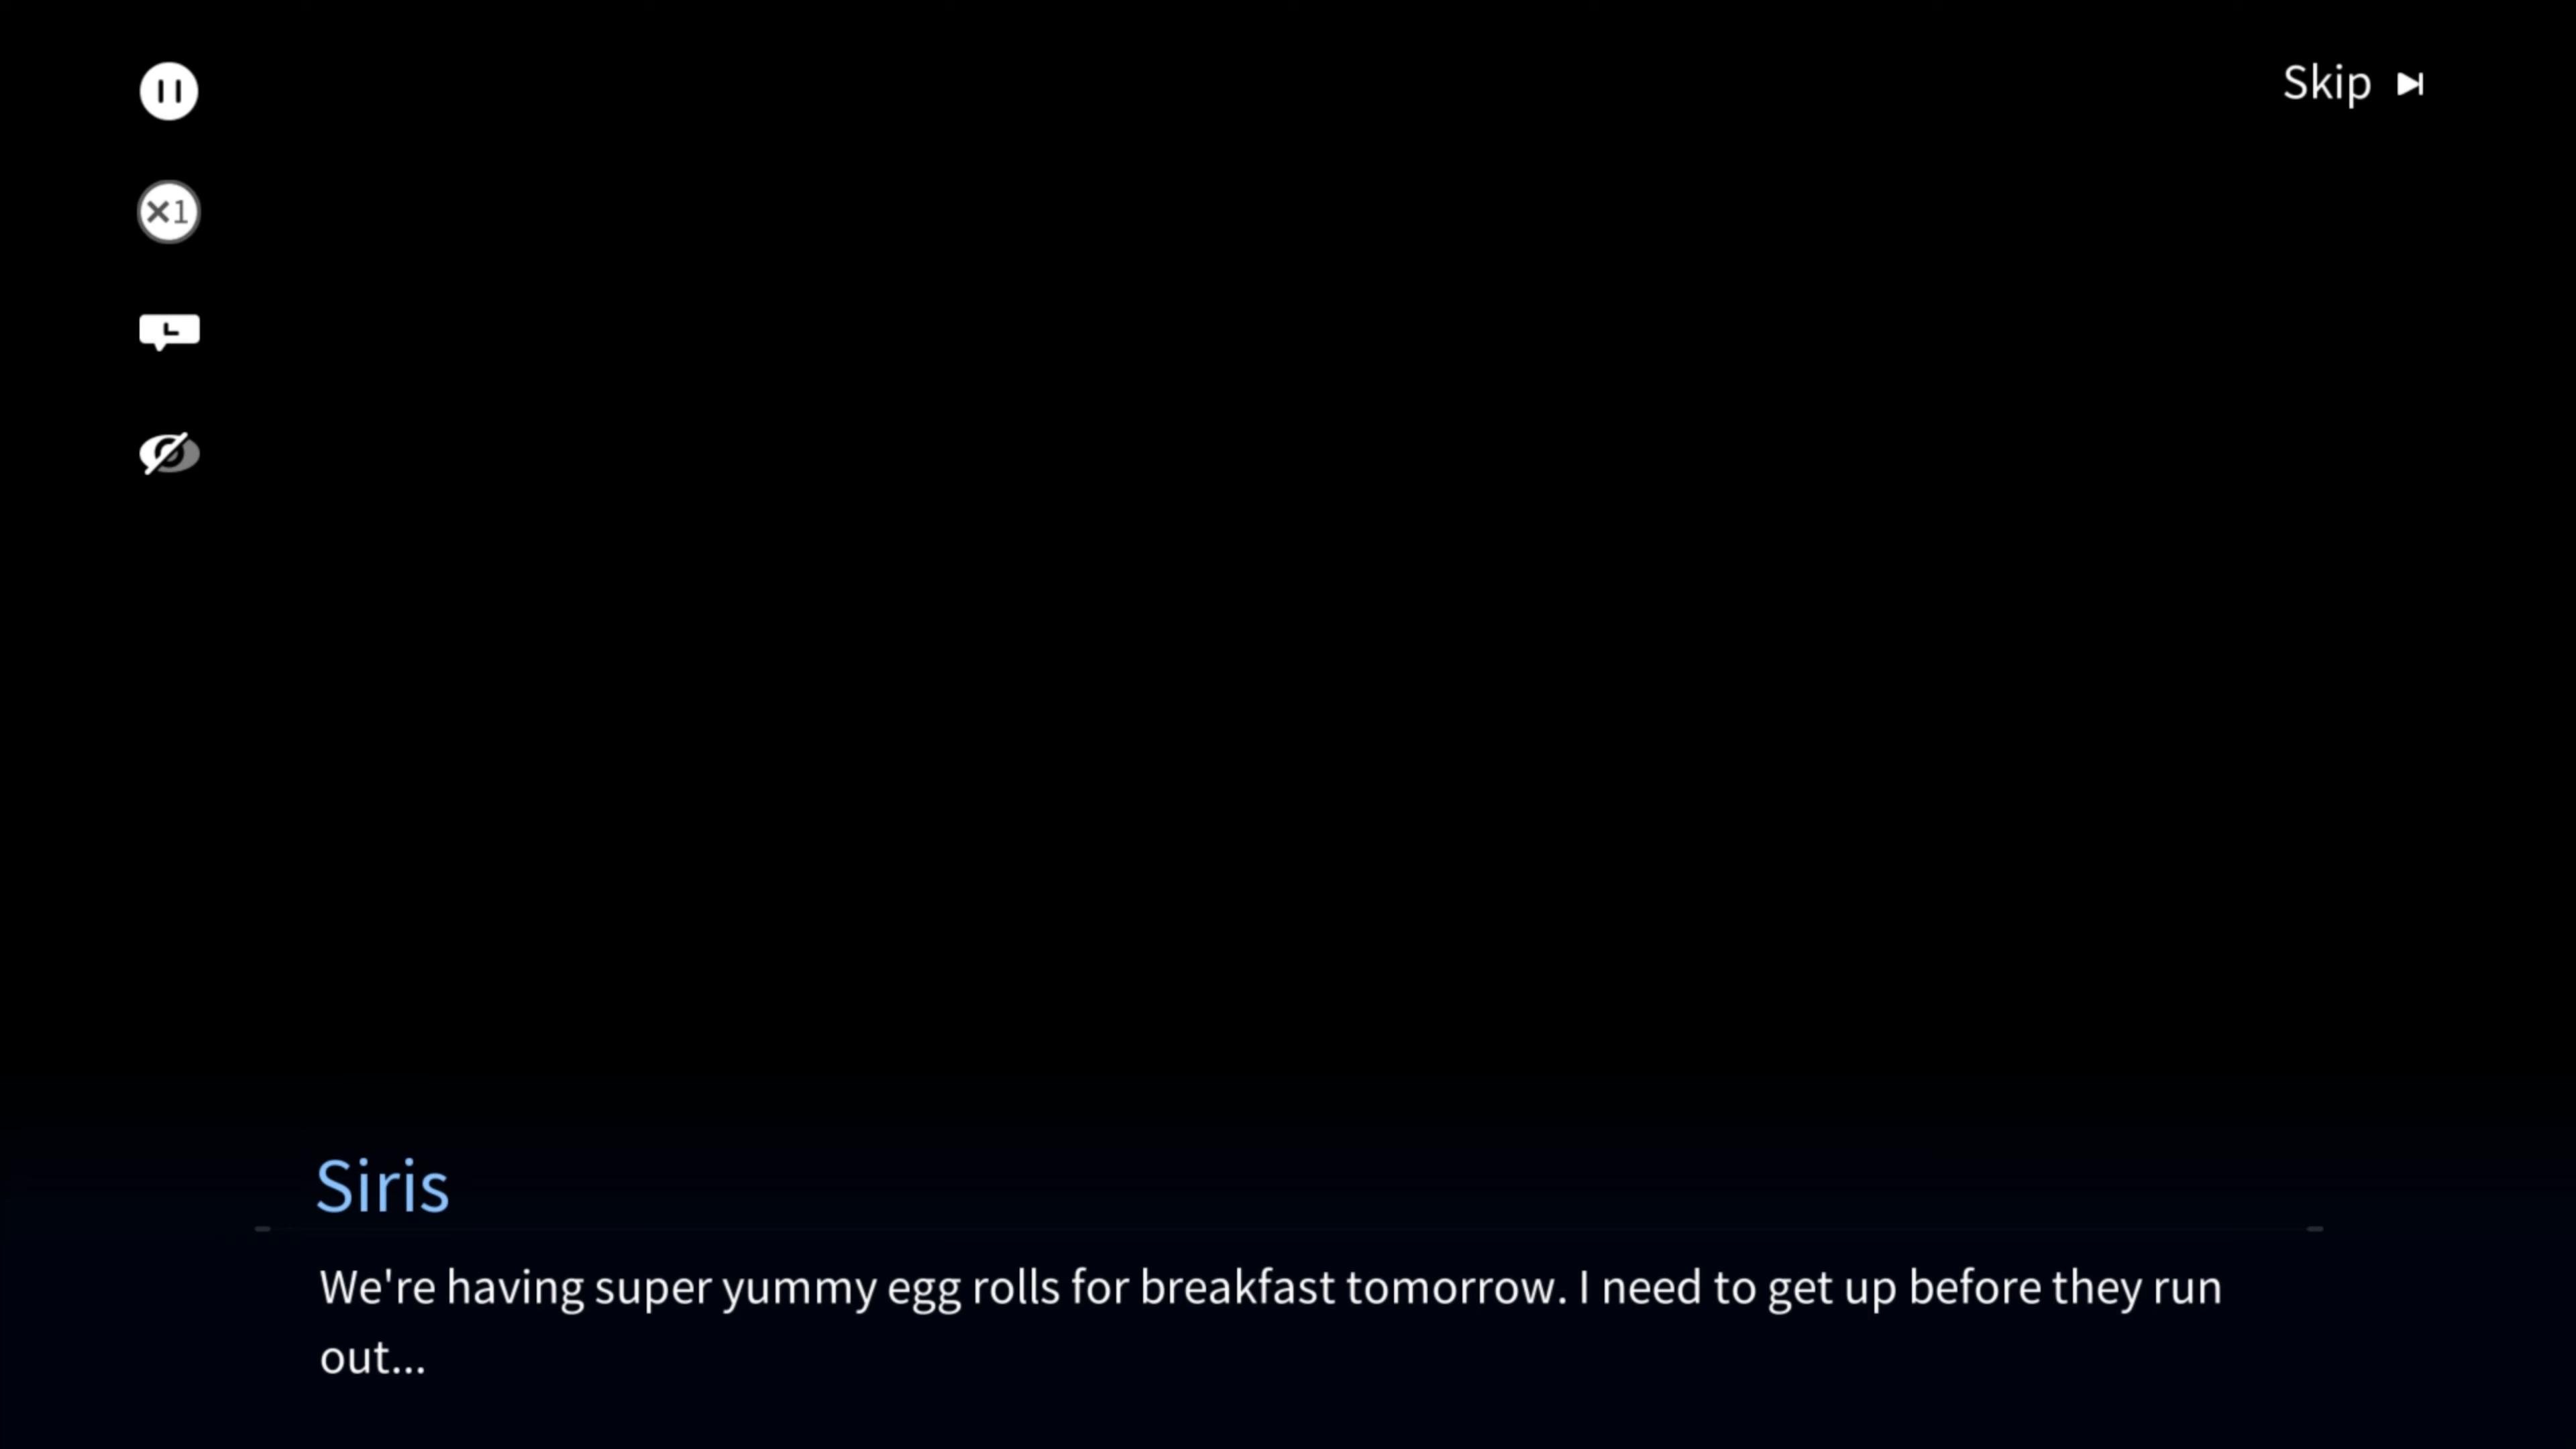 Skip
×1
Siris
We're having super yummy egg rolls for breakfast tomorrow. I need to get up before they run
out...